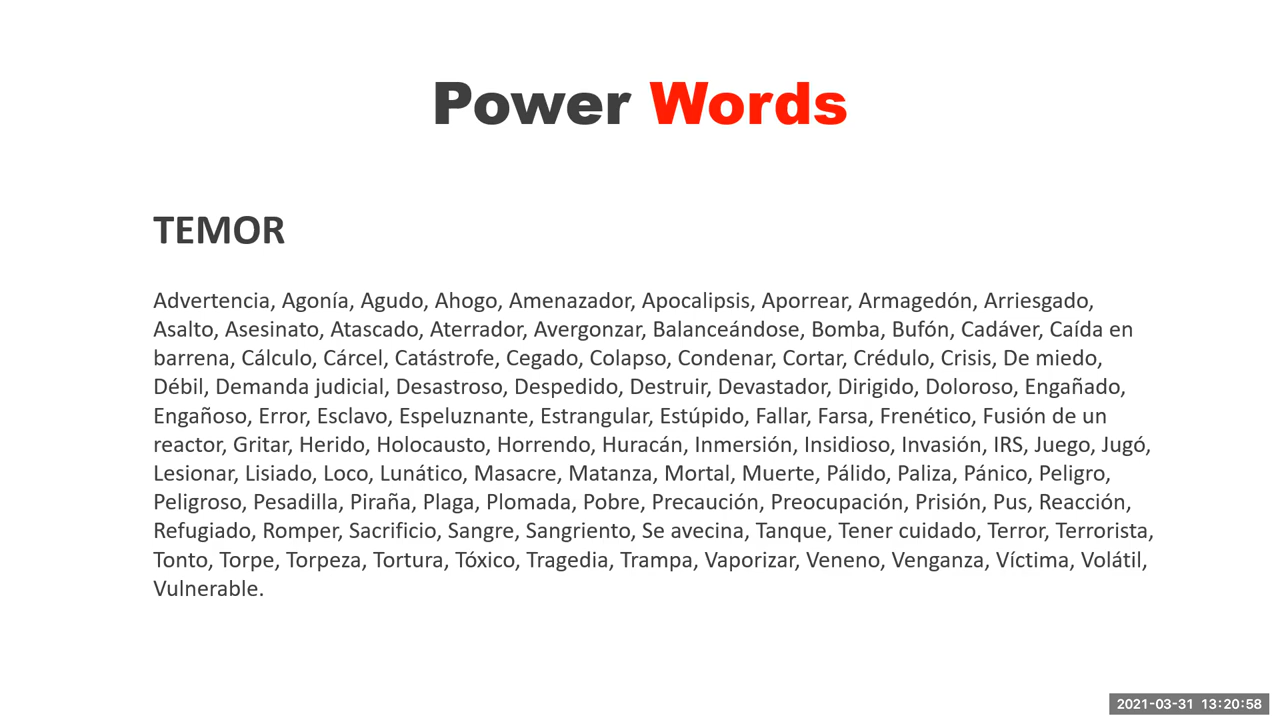 Power Words
TEMOR
Advertencia, Agonía, Agudo, Ahogo, Amenazador, Apocalipsis, Aporrear, Armagedón, Arriesgado,
Asalto, Asesinato, Atascado, Aterrador, Avergonzar, Balanceándose, Bomba, Bufón, Cadáver, Caída en
barrena, Cálculo, Cárcel, Catástrofe, Cegado, Colapso, Condenar, Cortar, Crédulo, Crisis, De miedo,
Débil, Demanda judicial, Desastroso, Despedido, Destruir, Devastador, Dirigido, Doloroso, Engañado,
Engañoso, Error, Esclavo, Espeluznante, Estrangular, Estúpido, Fallar, Farsa, Frenético, Fusión de un
reactor, Gritar, Herido, Holocausto, Horrendo, Huracán, Inmersión, Insidioso, Invasión, IRS, Juego, Jugó,
Lesionar, Lisiado, Loco, Lunático, Masacre, Matanza, Mortal, Muerte, Pálido, Paliza, Pánico, Peligro,
Peligroso, Pesadilla, Piraña, Plaga, Plomada, Pobre, Precaución, Preocupación, Prisión, Pus, Reacción,
Refugiado, Romper, Sacrificio, Sangre, Sangriento, Se avecina, Tanque, Tener cuidado, Terror, Terrorista,
Tonto, Torpe, Torpeza, Tortura, Tóxico, Tragedia, Trampa, Vaporizar, Veneno, Venganza, Víctima, Volátil,
Vulnerable.
2021-03-31 13:20:58